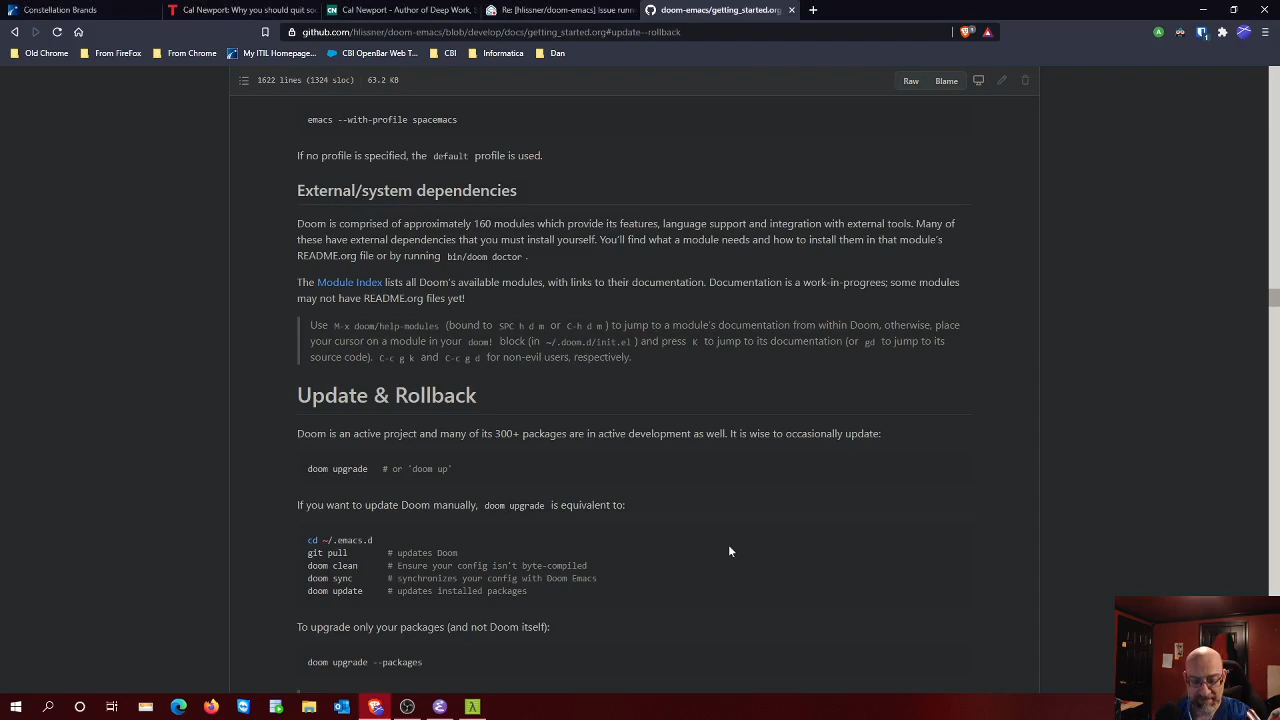 Constellation Brands
Cal Newport: Why you should quit soc
Cal Newport - Author of Deep Work,
Re: [hlissner/doom-emacs] Issue runn
doom-emacs/getting_started.org
github.com/hlissner/doom-emacs/blob/develop/docs/getting_started.org#update--rollback
Old Chrome
From FireFox
From Chrome
My ITIL Homepage...
CBI OpenBar Web T...
CBI
Informatica
Dan
1622 lines (1324 sloc)
63.2 KB
Raw
Blame
emacs --with-profile spacemacs
If no profile is specified, the default profile is used.
External/system dependencies
Doom is comprised of approximately 160 modules which provide its features, language support and integration with external tools. Many of
these have external dependencies that you must install yourself. You'll find what a module needs and how to install them in that module's
README.org file or by running bin/doom doctor .
The Module Index lists all Doom's available modules, with links to their documentation. Documentation is a work-in-progrees; some modules
may not have README.org files yet!
Use M-x doom/help-modules (bound to SPC h d m or C-h d m ) to jump to a module's documentation from within Doom, otherwise, place
your cursor on a module in your doom! block (in ~/.doom.d/init.el ) and press K to jump to its documentation (or gd to jump to its
source code). C-c g k and C-c g d for non-evil users, respectively.
Update & Rollback
Doom is an active project and many of its 300+ packages are in active development as well. It is wise to occasionally update:
doom upgrade # or 'doom up'
If you want to update Doom manually, doom upgrade is equivalent to:
cd ~/.emacs.d
git pull # updates Doom
doom clean # Ensure your config isn't byte-compiled
doom sync # synchronizes your config with Doom Emacs
doom update # updates installed packages
To upgrade only your packages (and not Doom itself):
doom upgrade --packages